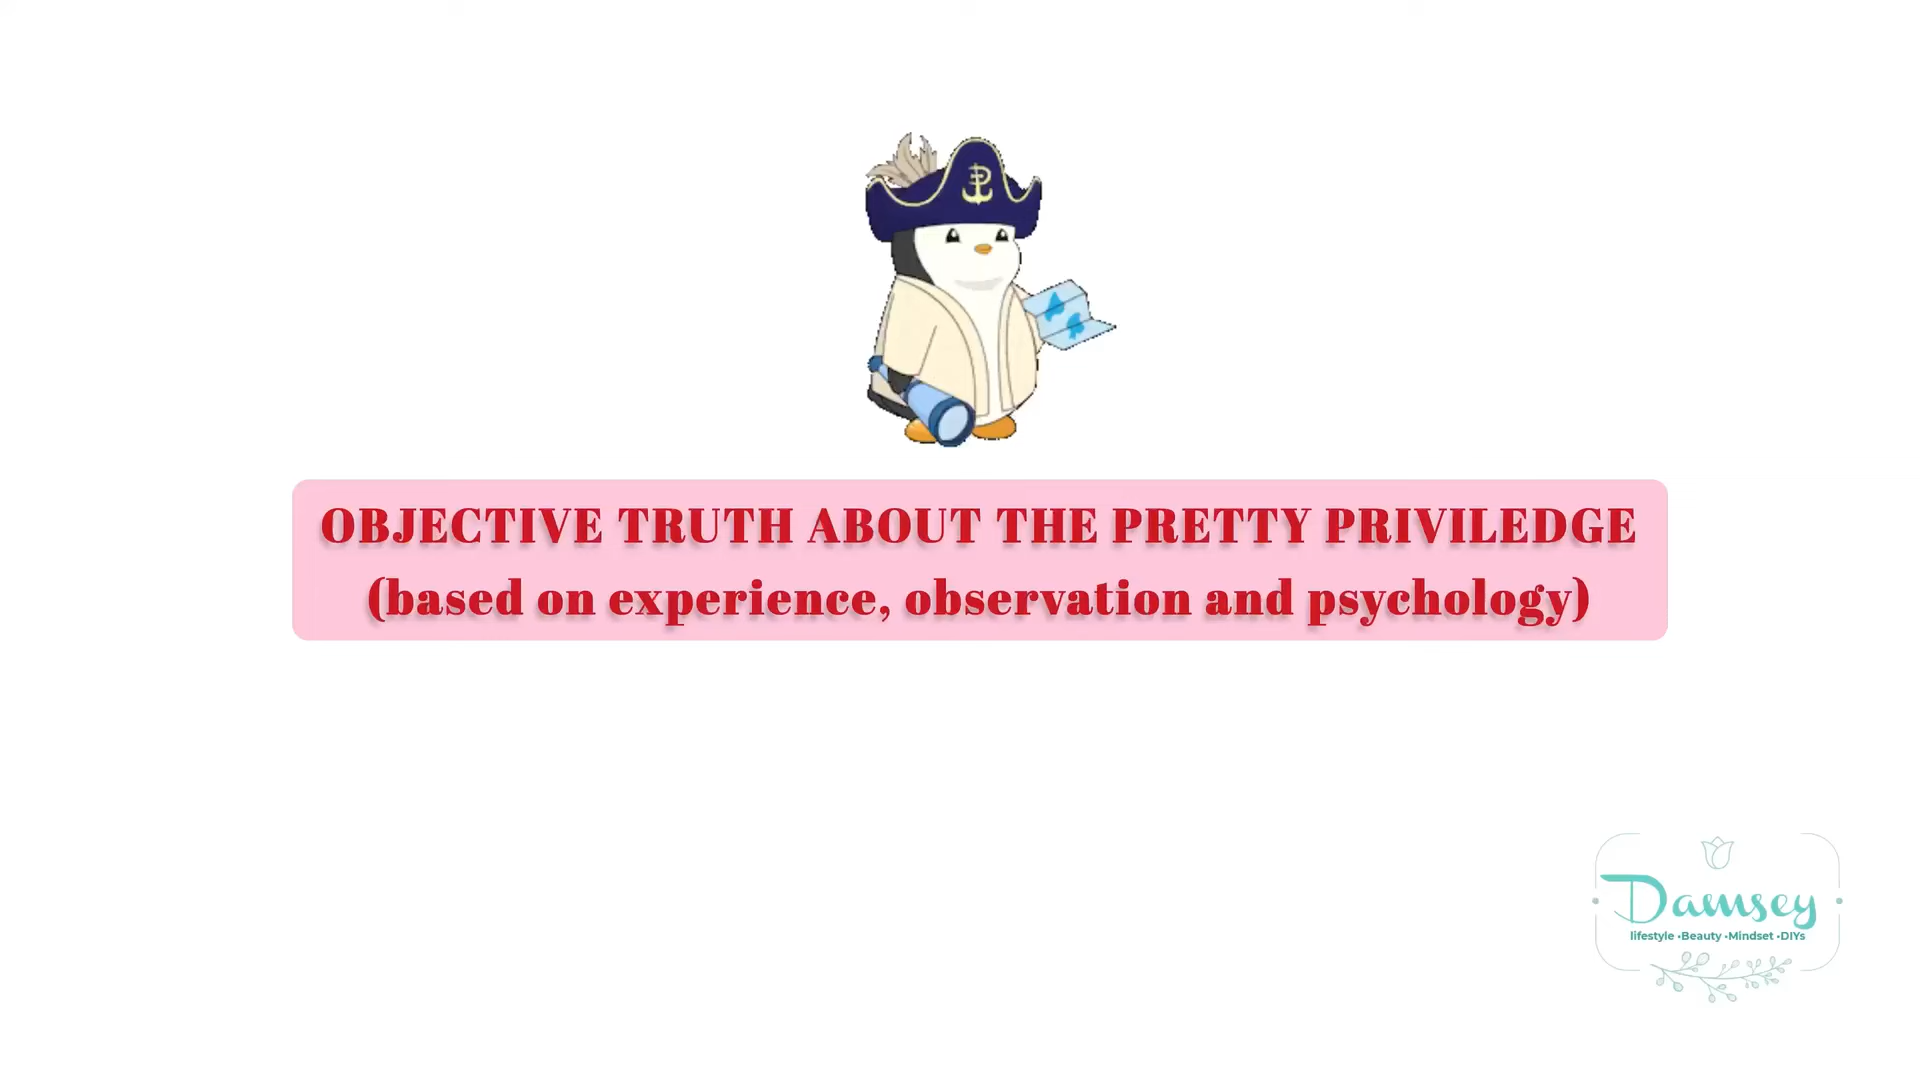 OBJECTIVE TRUTH ABOUT THE PRETTY PRIVILEDGE
(based on experience, observation and psychology)
Damsey
lifestyle •Beauty •Mindset •DIYs